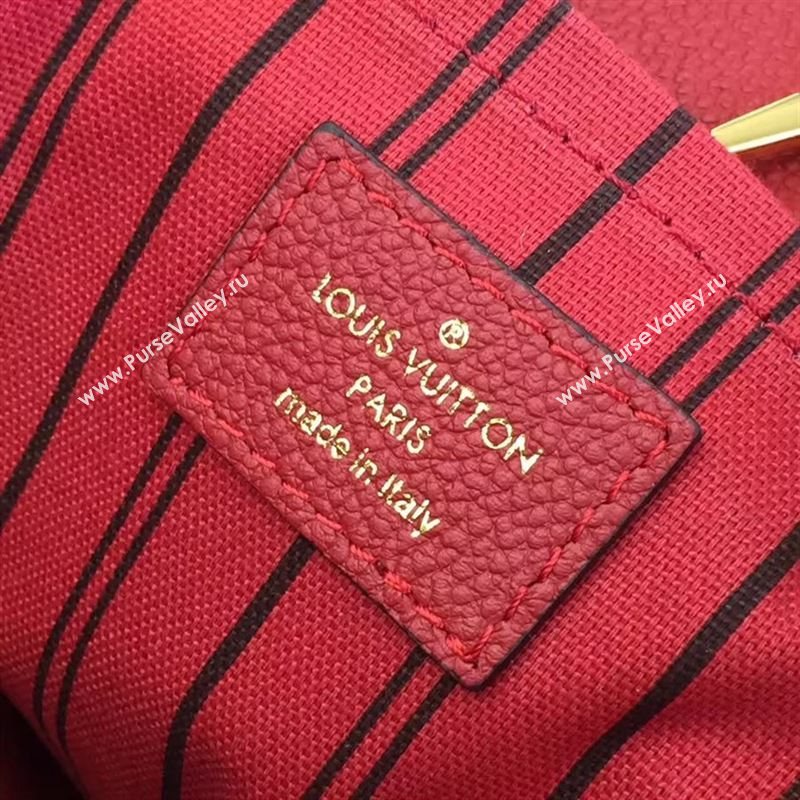 ®
LOUIS VUITTON
PARIS
made in Italy
www.PurseValley.ru
www.PurseValley.ru